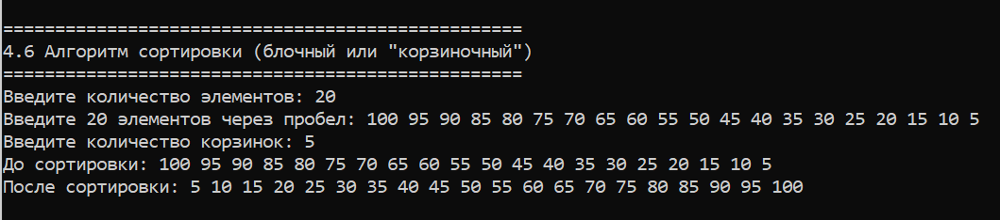 ==================================================
4.6 Алгоритм сортировки (блочный или "корзиночный")
==================================================
Введите количество элементов: 20
Введите 20 элементов через пробел: 100 95 90 85 80 75 70 65 60 55 50 45 40 35 30 25 20 15 10 5
Введите количество корзинок: 5
До сортировки: 100 95 90 85 80 75 70 65 60 55 50 45 40 35 30 25 20 15 10 5
После сортировки: 5 10 15 20 25 30 35 40 45 50 55 60 65 70 75 80 85 90 95 100